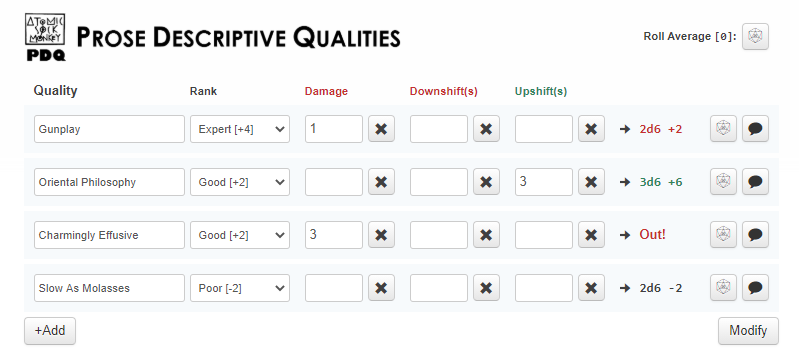 ATOMIC
SOCK
MONKEY
PDQ
PROSE DESCRIPTIVE QUALITIES
Roll Average [0]:
Quality Rank Damage Downshift(s) Upshift(s)
Gunplay Expert [+4] 1 2d6 +2
Oriental Philosophy Good [+2] 3 3d6 +6
Charmingly Effusive Good [+2] 3 Out!
Slow As Molasses Poor [-2] 2d6 -2
+Add Modify